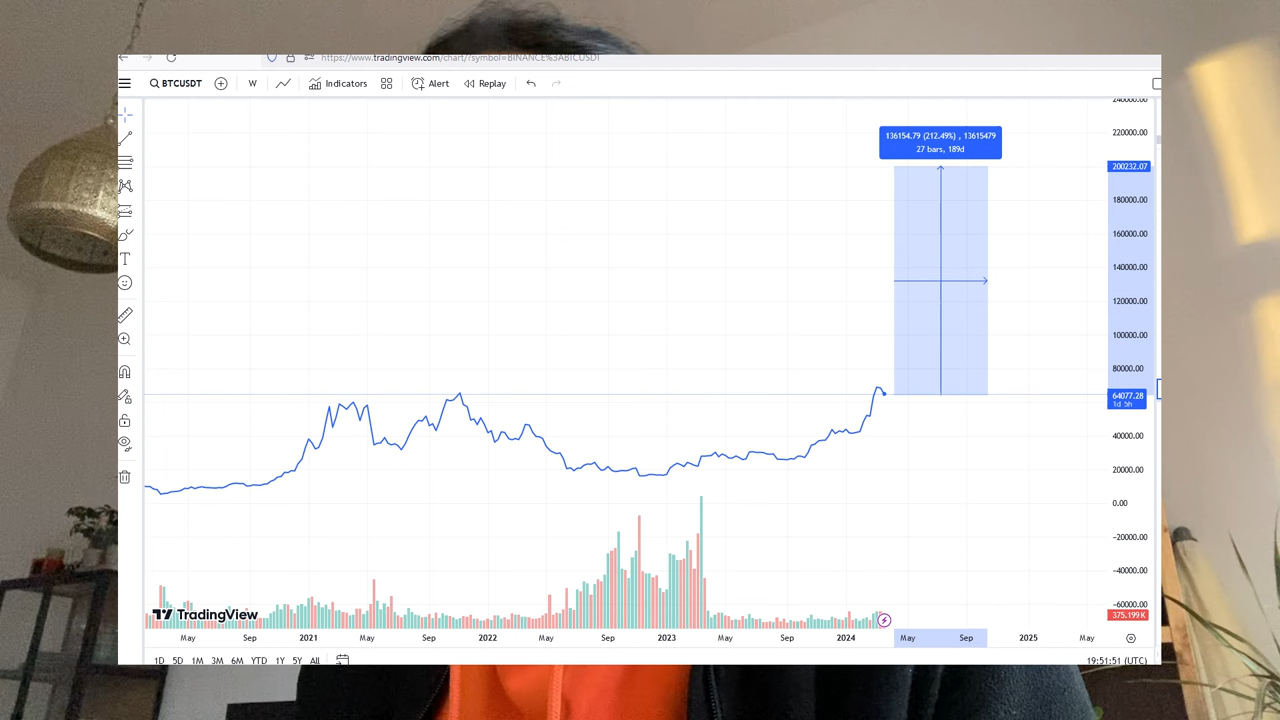 https://www.tradingview.com/chart/?symbol=BINANCE%3ABTCUSDT
BTCUSDT W Indicators Alert Replay
240000.00
136154.79 (212.49%) , 13615479
27 bars, 189d
220000.00
200232.07
180000.00
160000.00
140000.00
120000.00
100000.00
80000.00
64077.28
1d 5h
40000.00
20000.00
0.00
−20000.00
−40000.00
−60000.00
375.199K
TradingView
May Sep 2021 May Sep 2022 May Sep 2023 May Sep 2024 May Sep 2025 May
1D 5D 1M 3M 6M YTD 1Y 5Y All 19:51:51 (UTC)